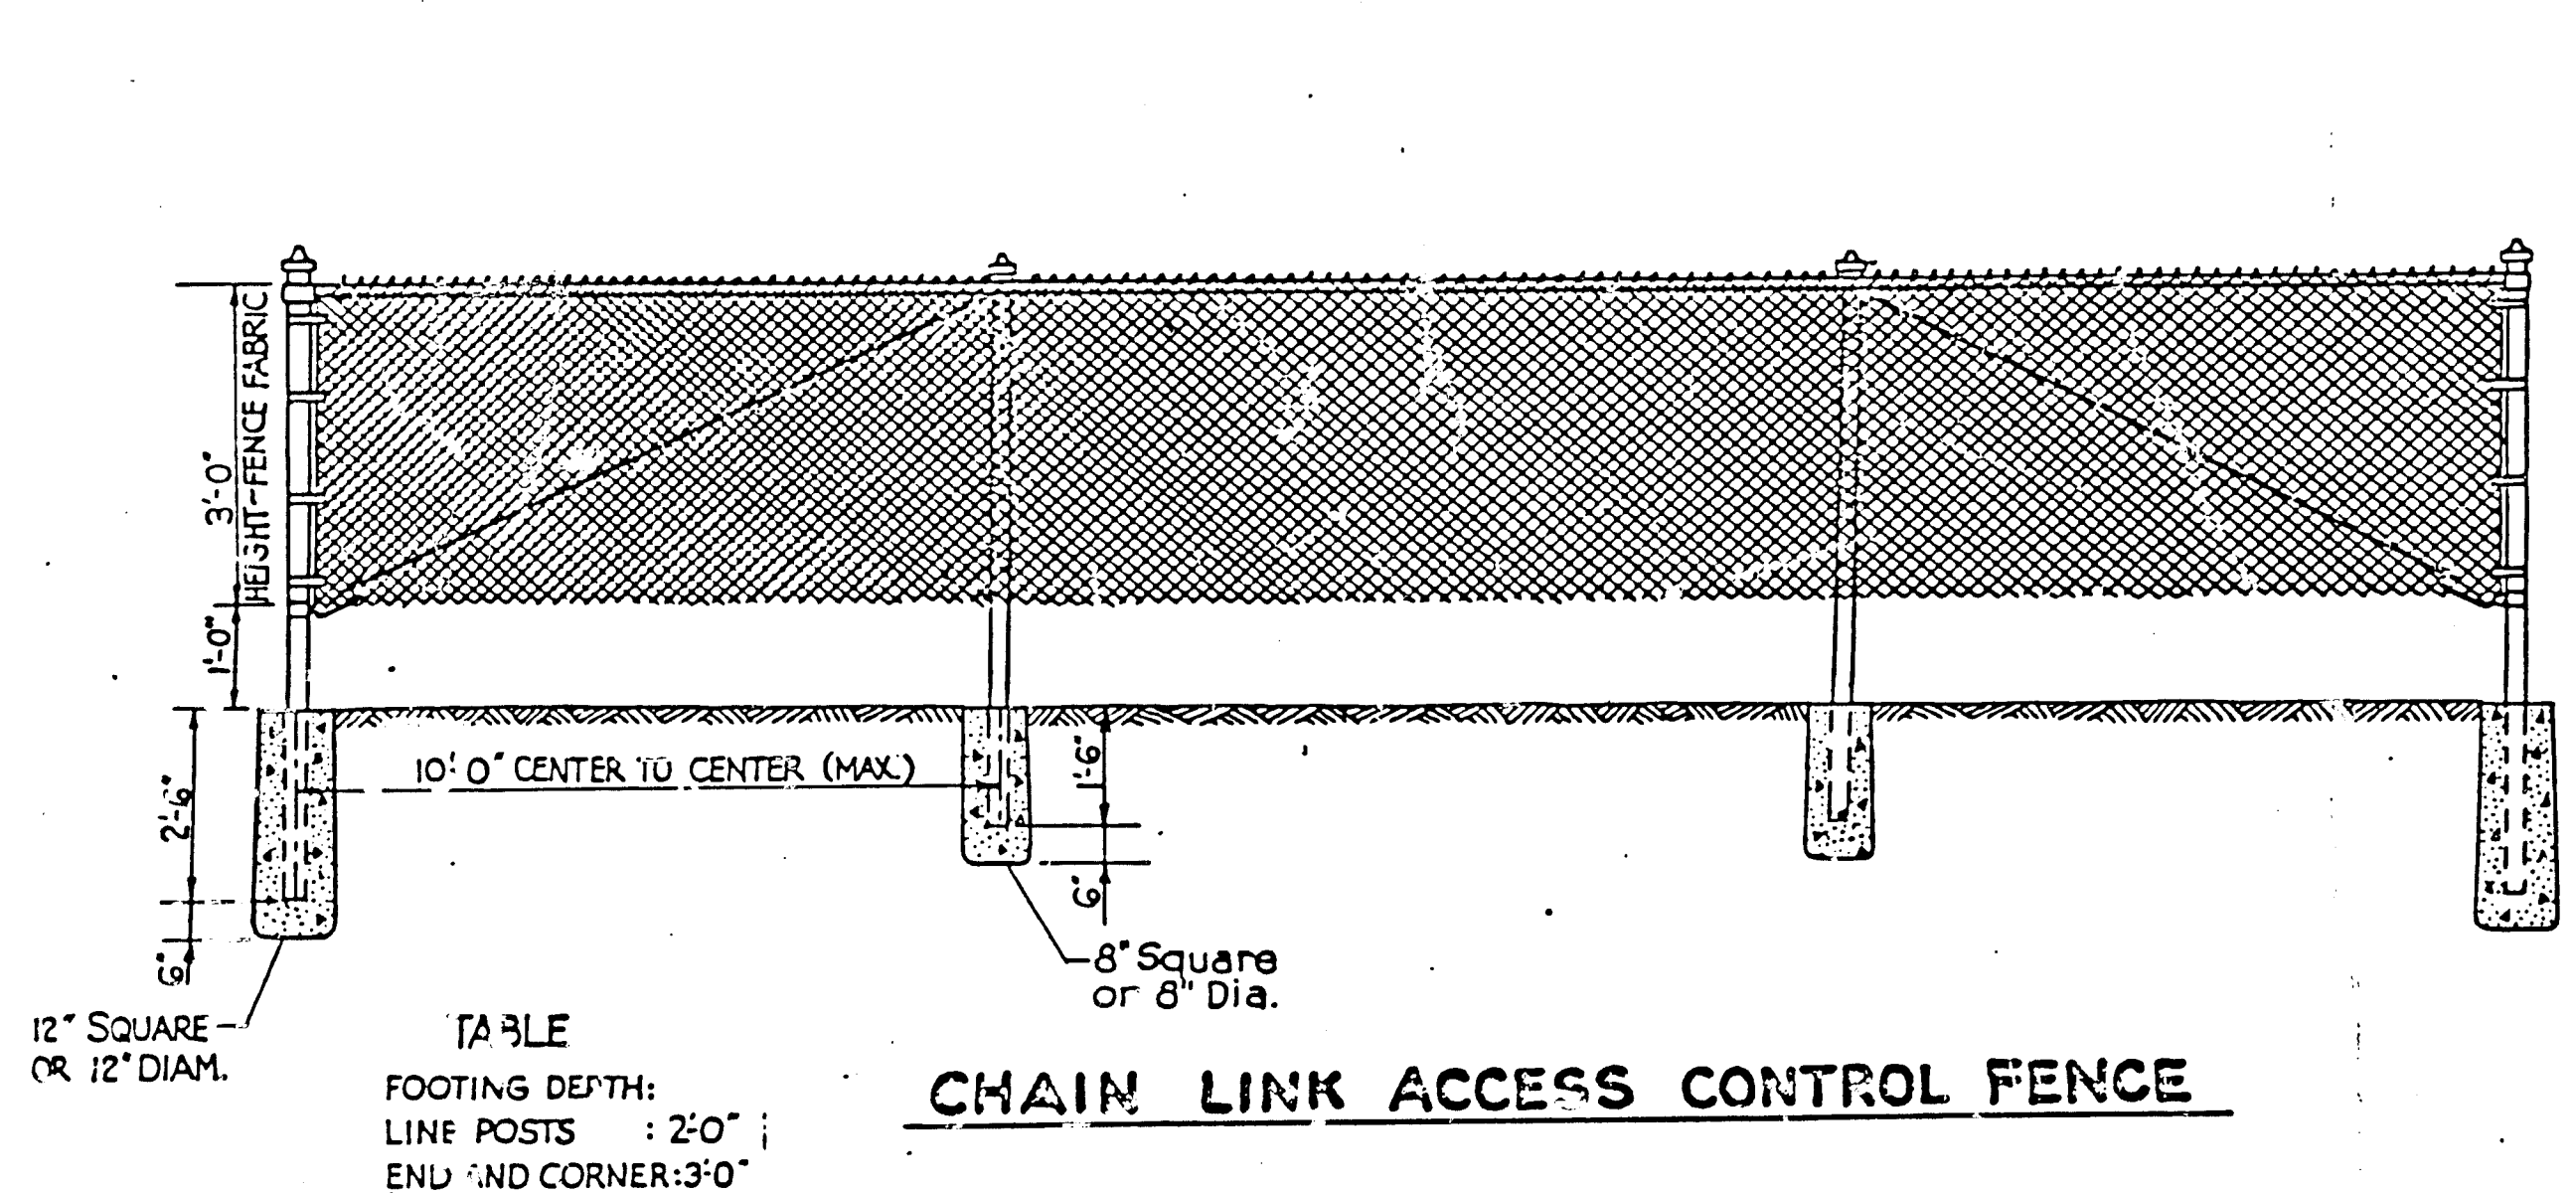 HEIGHT-FENCE FABRIC
3'-0"
1'-0"
2'-6"
6"
10'-0" CENTER TO CENTER (MAX.)
1'-6"
6"
8" Square
or 8" Dia.
12" SQUARE
OR 12" DIAM.
TABLE
FOOTING DEPTH:
LINE POSTS : 2'-0"
END AND CORNER: 3'-0"
CHAIN LINK ACCESS CONTROL FENCE